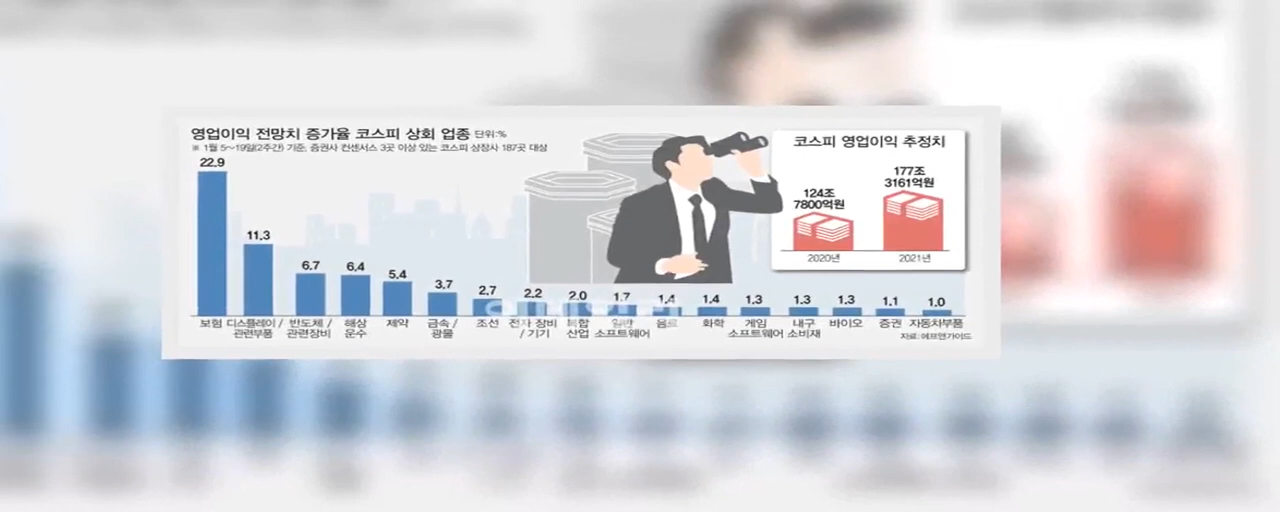 영업이익 전망치 증가율 코스피 상회 업종 단위:%
※ 1월 5~19일(2주간) 기준, 증권사 컨센서스 3곳 이상 있는 코스피 상장사 187곳 대상
22.9
11.3
6.7
6.4
5.4
3.7
2.7
2.2
2.0
1.7
1.4
1.4
1.3
1.3
1.3
1.1
1.0
보험
디스플레이/
관련부품
반도체/
관련장비
해상
운수
제약
금속/
광물
조선
전자 장비
/ 기기
복합
산업
일반
소프트웨어
음료
화학
게임
소프트웨어
내구
소비재
바이오
증권
자동차부품
코스피 영업이익 추정치
124조
7800억원
177조
3161억원
2020년
2021년
자료: 에프앤가이드
이데일리